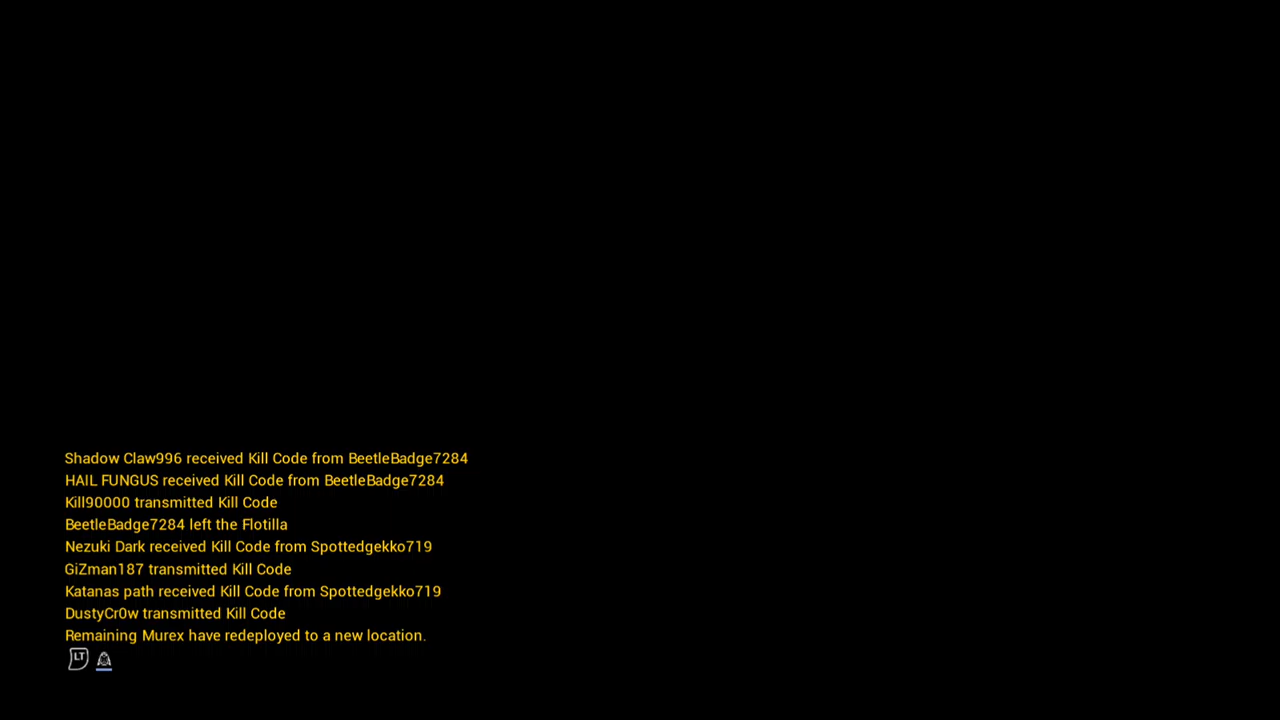 Shadow Claw996 received Kill Code from BeetleBadge7284
HAIL FUNGUS received Kill Code from BeetleBadge7284
Kill90000 transmitted Kill Code
BeetleBadge7284 left the Flotilla
Nezuki Dark received Kill Code from Spottedgekko719
GiZman187 transmitted Kill Code
Katanas path received Kill Code from Spottedgekko719
DustyCr0w transmitted Kill Code
Remaining Murex have redeployed to a new location.
LT